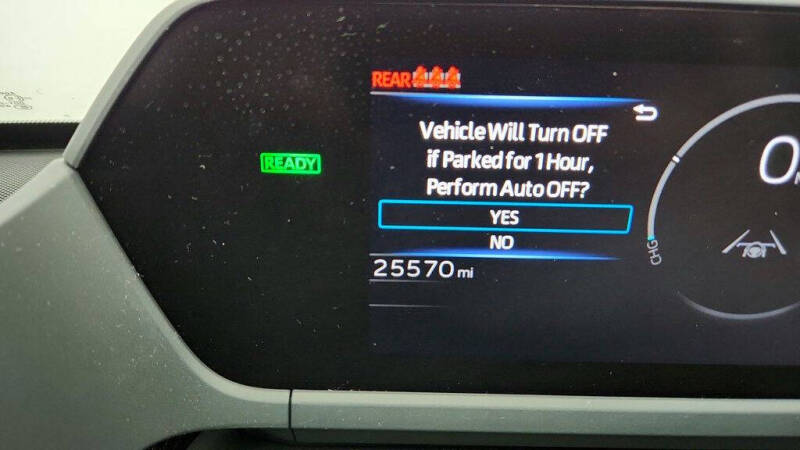 REAR
Vehicle Will Turn OFF
if Parked for 1 Hour,
Perform Auto OFF?
YES
NO
READY
25570 mi
0
CHG